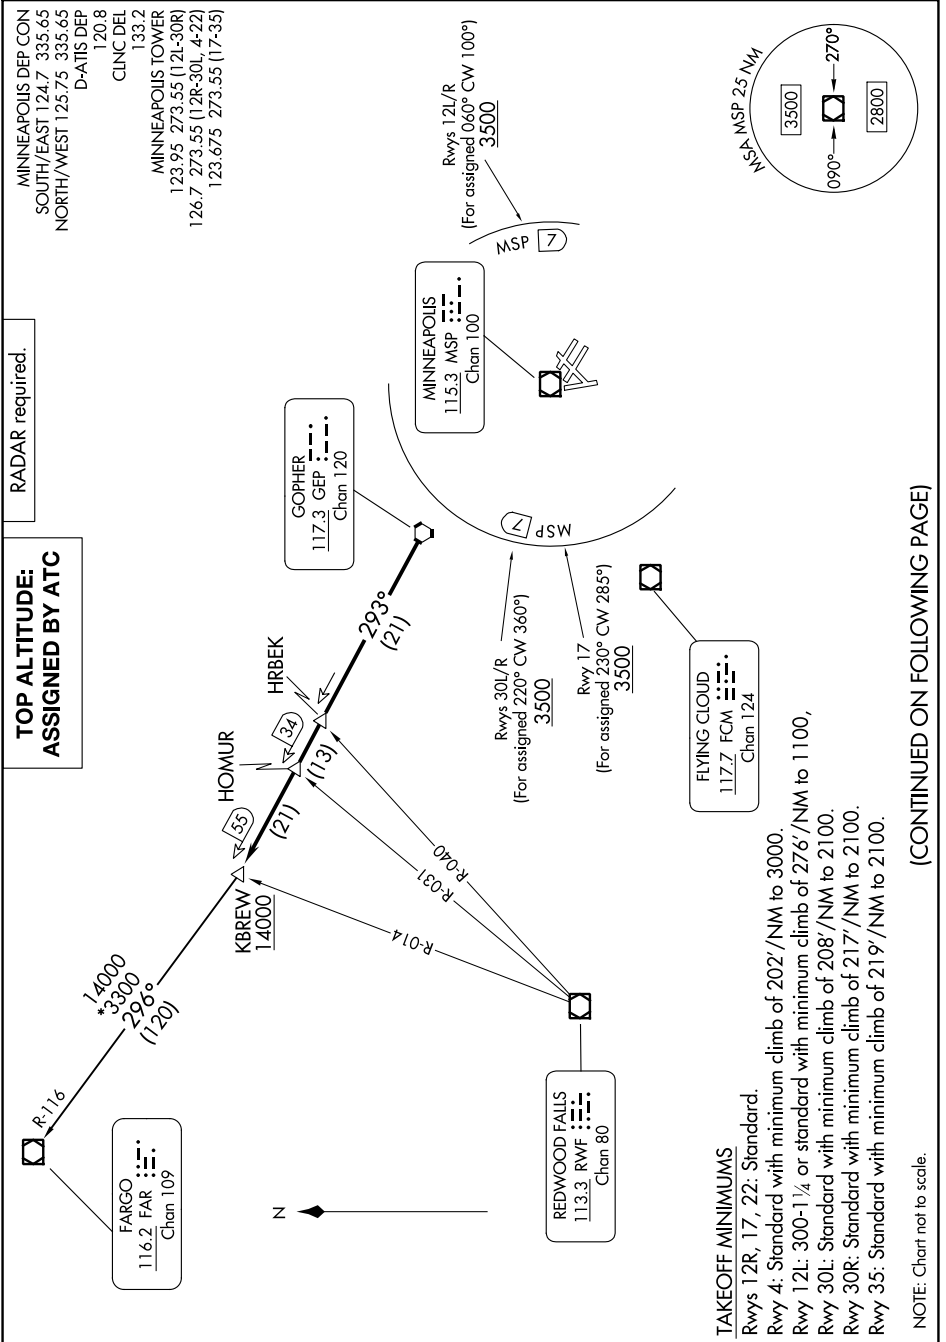 TOP ALTITUDE:
ASSIGNED BY ATC
RADAR required.
MINNEAPOLIS DEP CON
SOUTH/EAST 124.7 335.65
NORTH/WEST 125.75 335.65
D-ATIS DEP
120.8
CLNC DEL
133.2
MINNEAPOLIS TOWER
123.95 273.55 (12L-30R)
126.7 273.55 (12R-30L, 4-22)
123.675 273.55 (17-35)
FARGO
116.2 FAR
Chan 109
R-116
14000
*3300
296°
(120)
KBREW
14000
55
HOMUR
34
HRBEK
(21)
(13)
293°
(21)
GOPHER
117.3 GEP
Chan 120
MINNEAPOLIS
115.3 MSP
Chan 100
Rwys 12L/R
(For assigned 060° CW 100°)
3500
MSP 7
MSP 7
Rwys 30L/R
(For assigned 220° CW 360°)
3500
Rwy 17
(For assigned 230° CW 285°)
3500
R-014
R-031
R-040
N
REDWOOD FALLS
113.3 RWF
Chan 80
FLYING CLOUD
117.7 FCM
Chan 124
MSA MSP 25 NM
3500
090°
270°
2800
TAKEOFF MINIMUMS
Rwys 12R, 17, 22: Standard.
Rwy 4: Standard with minimum climb of 202'/NM to 3000.
Rwy 12L: 300-1¼ or standard with minimum climb of 276'/NM to 1100,
Rwy 30L: Standard with minimum climb of 208'/NM to 2100.
Rwy 30R: Standard with minimum climb of 217'/NM to 2100.
Rwy 35: Standard with minimum climb of 219'/NM to 2100.
NOTE: Chart not to scale.
(CONTINUED ON FOLLOWING PAGE)